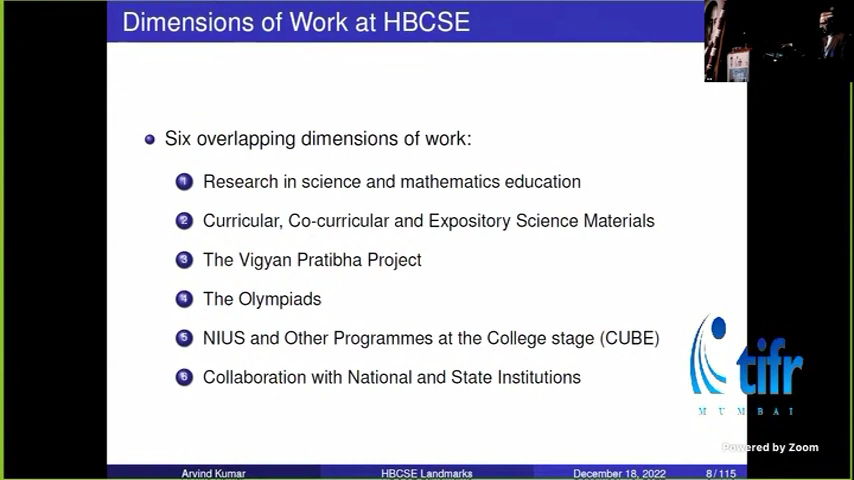 Dimensions of Work at HBCSE
Six overlapping dimensions of work:
1 Research in science and mathematics education
2 Curricular, Co-curricular and Expository Science Materials
3 The Vigyan Pratibha Project
4 The Olympiads
5 NIUS and Other Programmes at the College stage (CUBE)
6 Collaboration with National and State Institutions
tifr
MUMBAI
Powered by Zoom
Arvind Kumar HBCSE Landmarks December 18, 2022 8 / 115